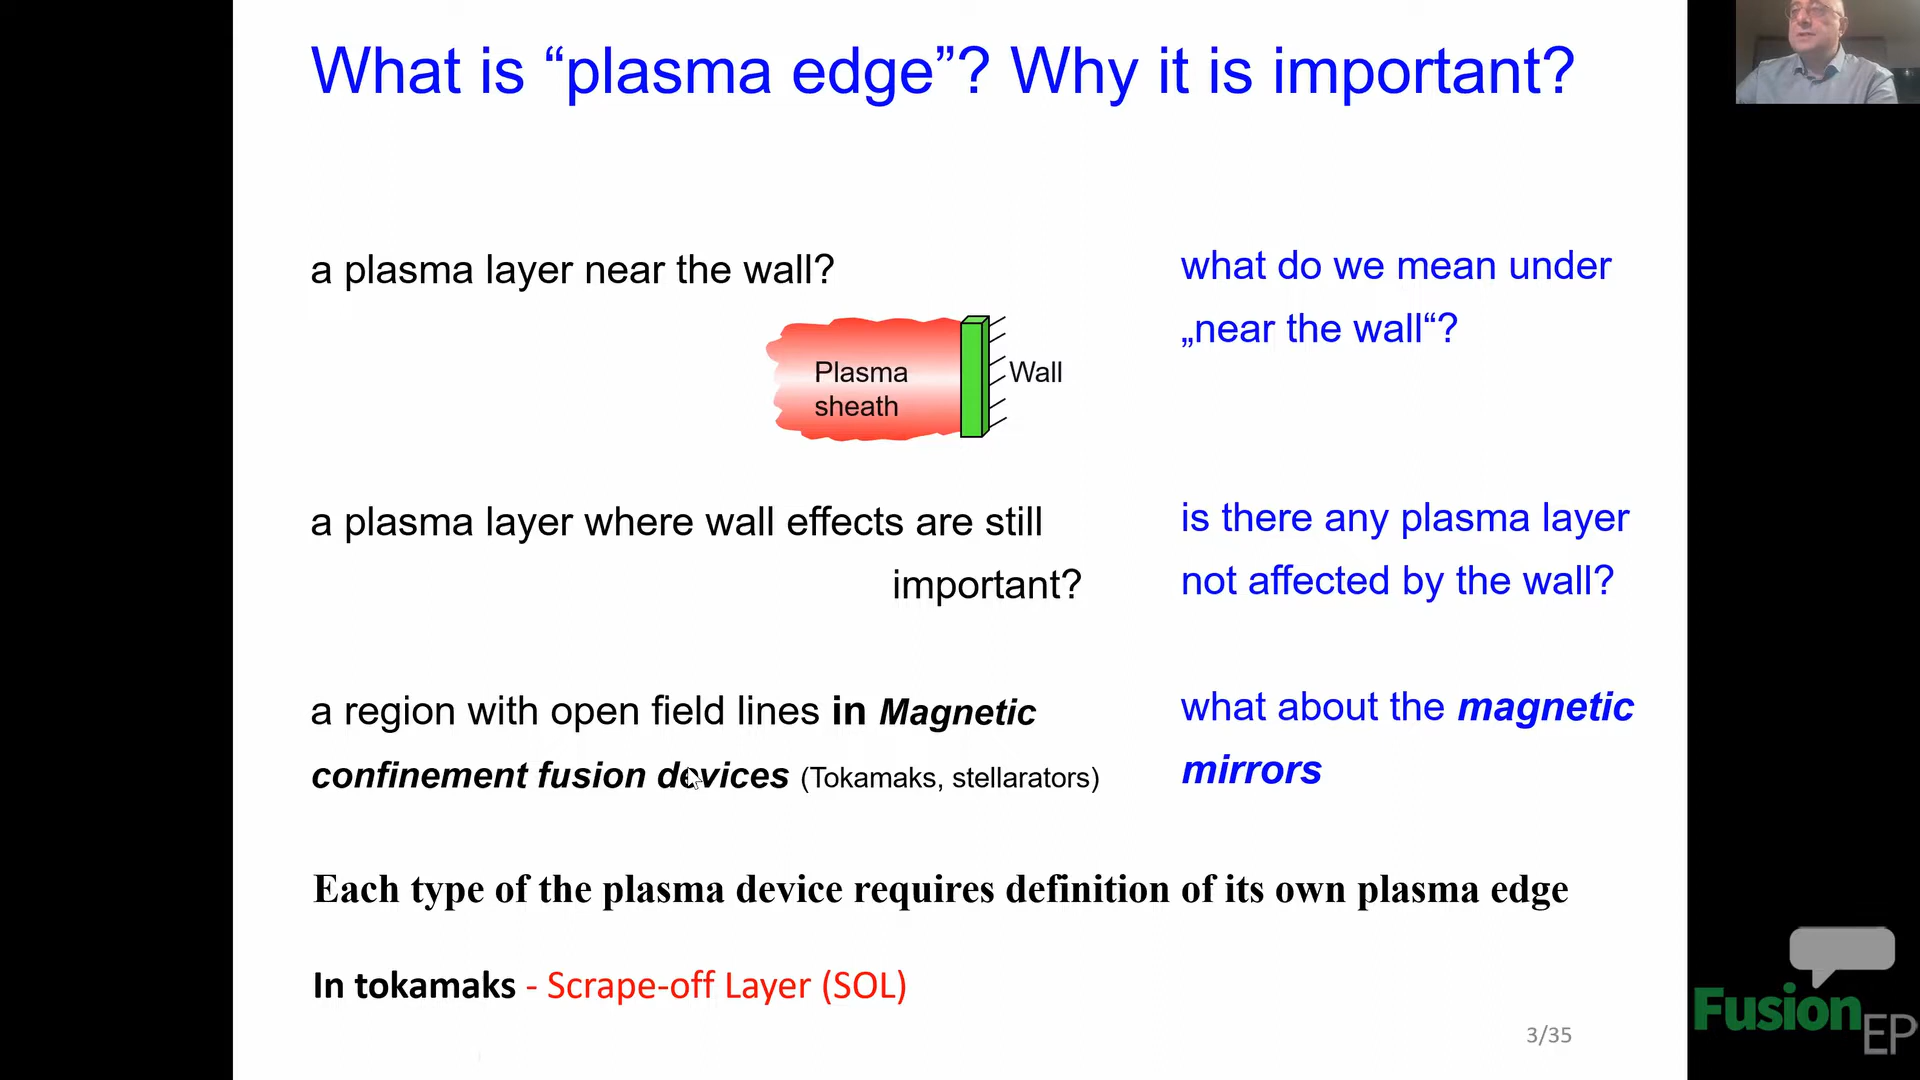 What is “plasma edge”? Why it is important?
a plasma layer near the wall?
what do we mean under
„near the wall“?
Plasma
sheath
Wall
a plasma layer where wall effects are still
important?
is there any plasma layer
not affected by the wall?
a region with open field lines in Magnetic
confinement fusion devices (Tokamaks, stellarators)
what about the magnetic
mirrors
Each type of the plasma device requires definition of its own plasma edge
In tokamaks - Scrape-off Layer (SOL)
3/35
Fusion
EP